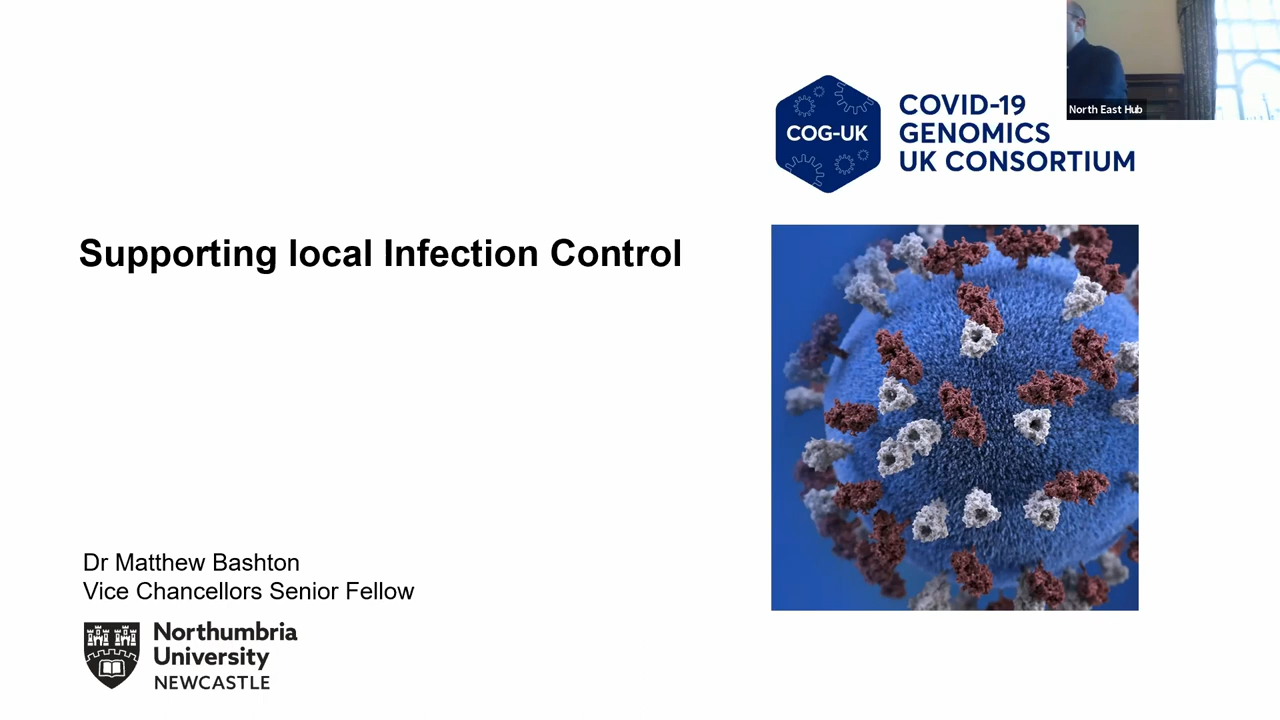 North East Hub
COG-UK
COVID-19
GENOMICS
UK CONSORTIUM
Supporting local Infection Control
Dr Matthew Bashton
Vice Chancellors Senior Fellow
Northumbria
University
NEWCASTLE